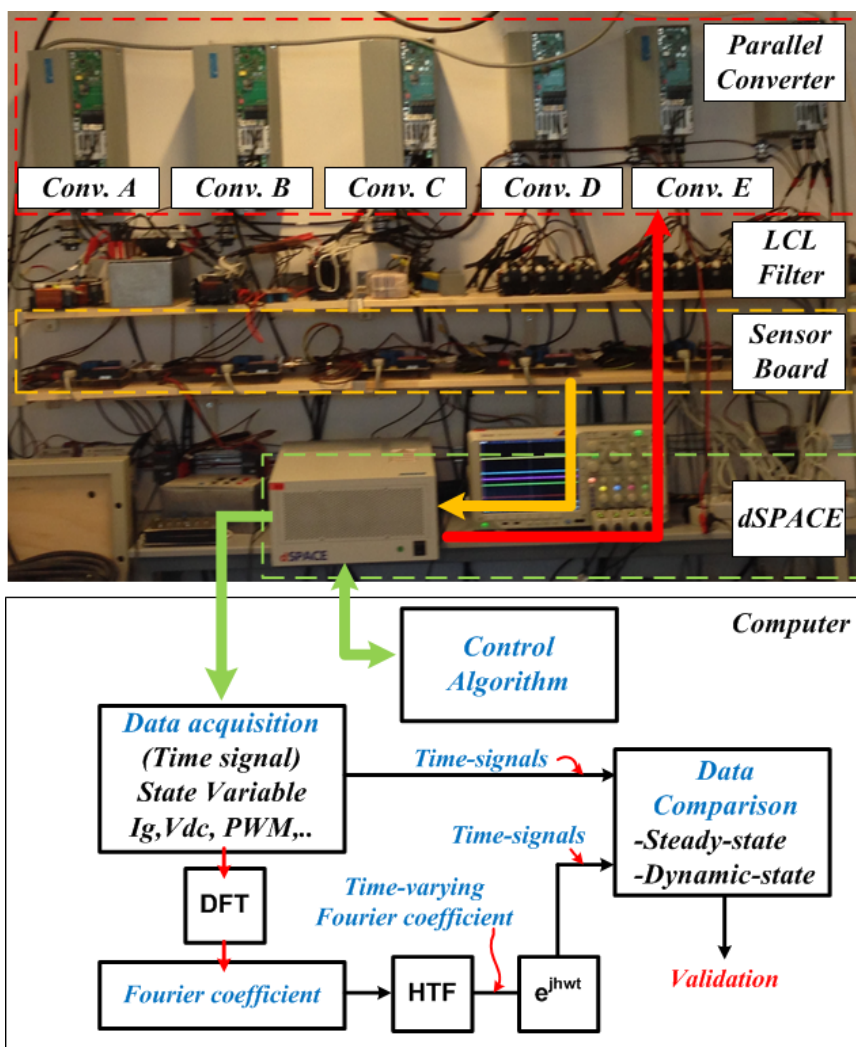 Parallel
Converter
Conv. A
Conv. B
Conv. C
Conv. D
Conv. E
LCL
Filter
Sensor
Board
dSPACE
dSPACE
Computer
Control
Algorithm
Data acquisition
(Time signal)
State Variable
Ig,Vdc, PWM,..
Time-signals
Data
Comparison
-Steady-state
-Dynamic-state
Time-signals
DFT
Time-varying
Fourier coefficient
Fourier coefficient
HTF
e^jhwt
Validation